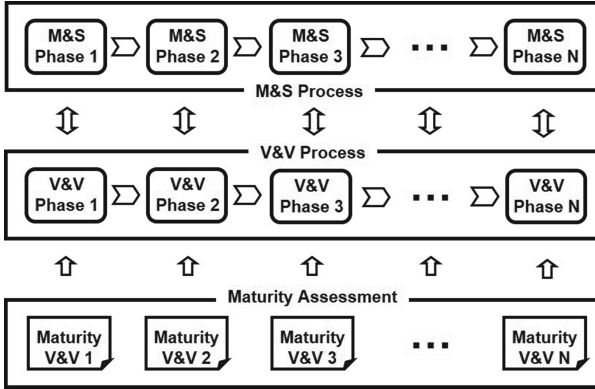 M&S Phase 1
M&S Phase 2
M&S Phase 3
...
M&S Phase N
M&S Process
V&V Process
V&V Phase 1
V&V Phase 2
V&V Phase 3
...
V&V Phase N
Maturity Assessment
Maturity V&V 1
Maturity V&V 2
Maturity V&V 3
...
Maturity V&V N